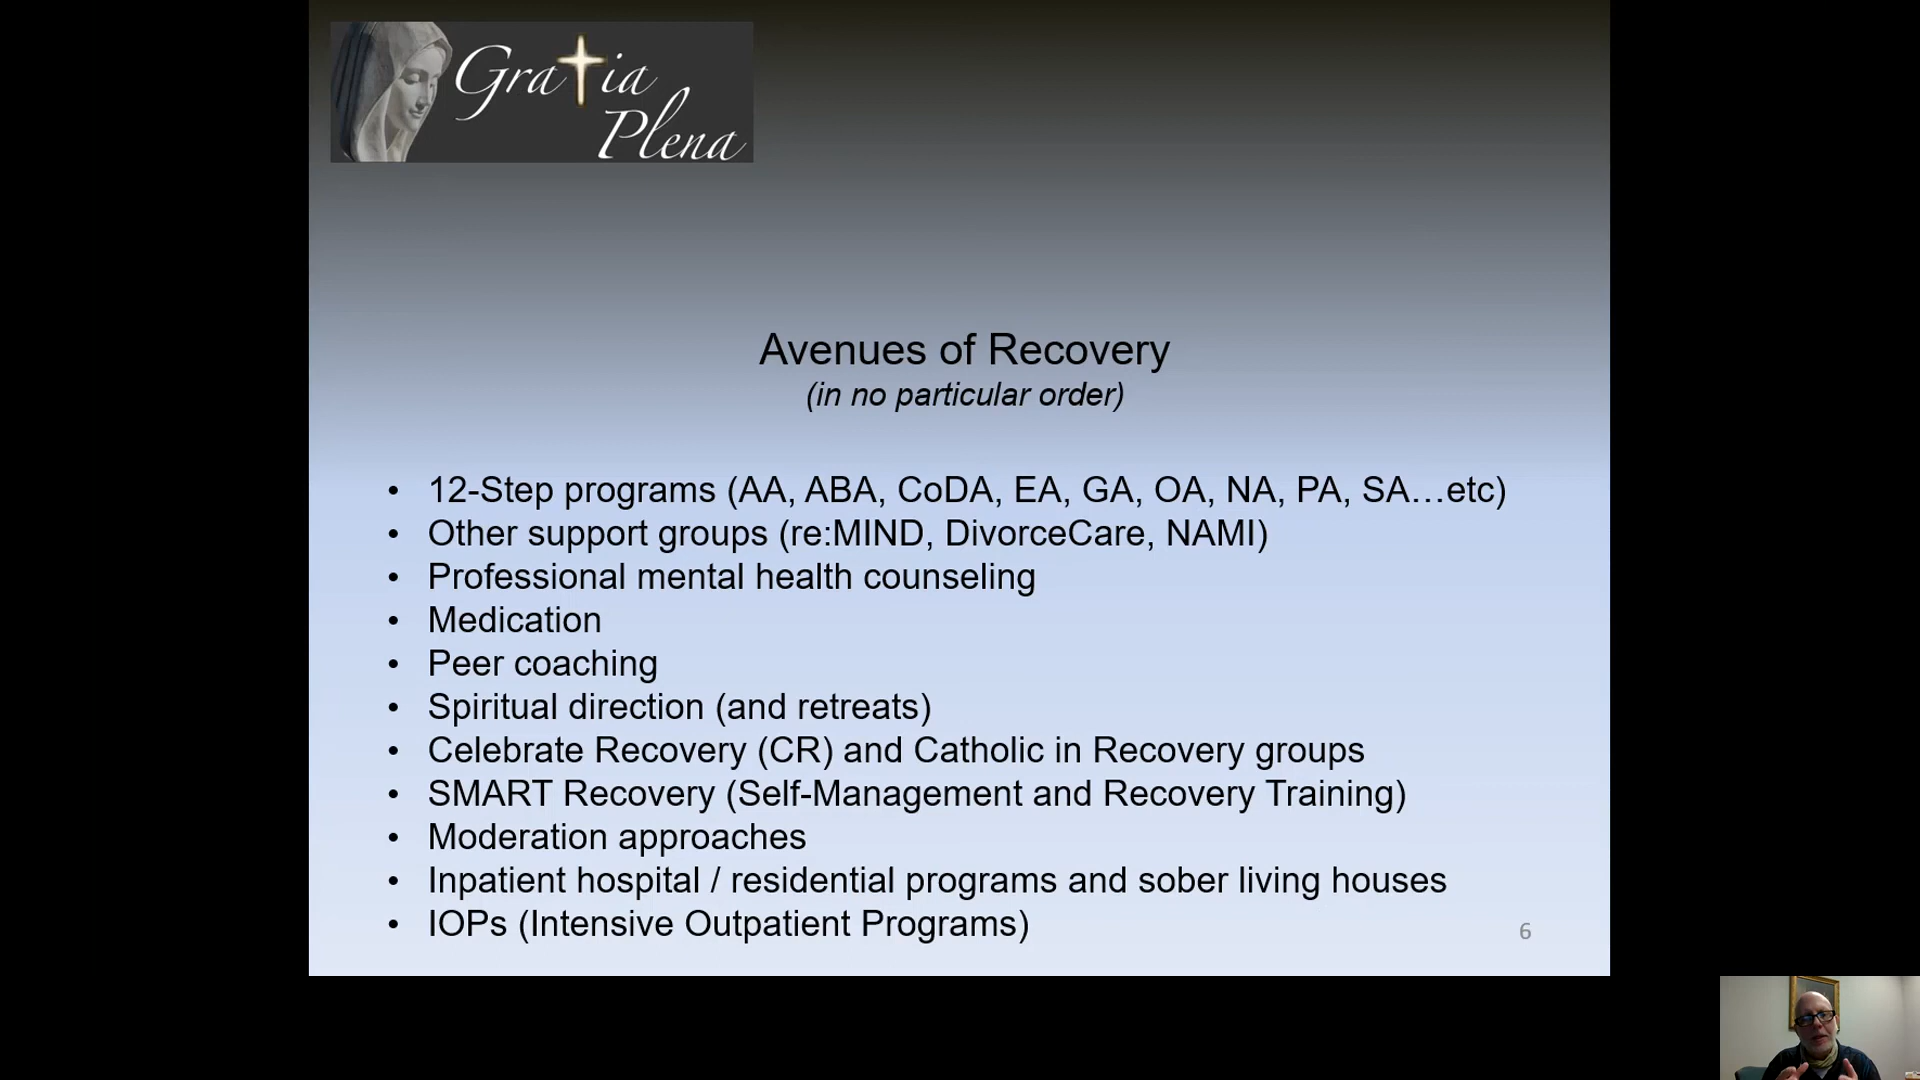 Gratia
Plena
Avenues of Recovery
(in no particular order)
• 12-Step programs (AA, ABA, CoDA, EA, GA, OA, NA, PA, SA…etc)
• Other support groups (re:MIND, DivorceCare, NAMI)
• Professional mental health counseling
• Medication
• Peer coaching
• Spiritual direction (and retreats)
• Celebrate Recovery (CR) and Catholic in Recovery groups
• SMART Recovery (Self-Management and Recovery Training)
• Moderation approaches
• Inpatient hospital / residential programs and sober living houses
• IOPs (Intensive Outpatient Programs)
6